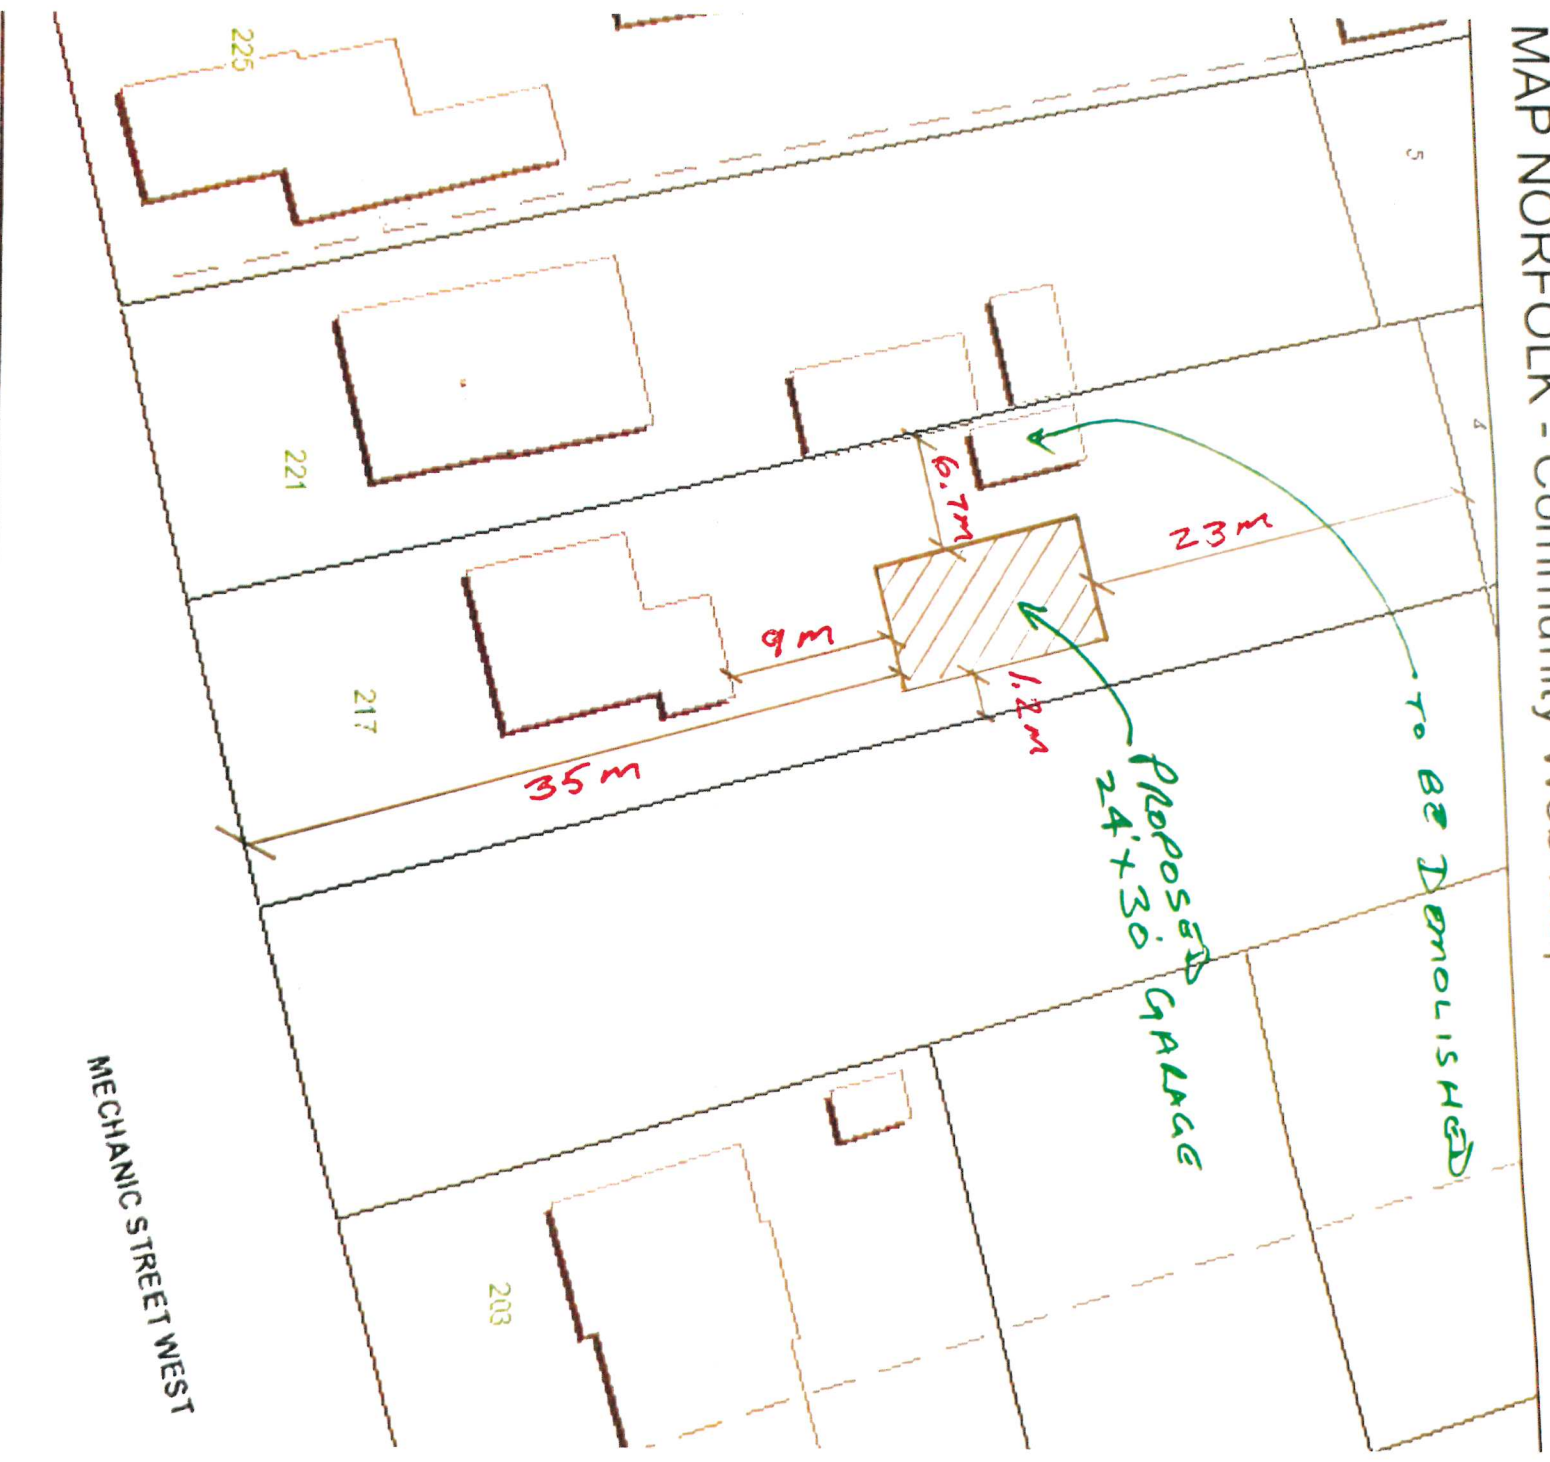 MAP NORFOLK - Community Web
225
5
4
221
6.7m
23m
9m
217
1.2m
35m
PROPOSED GARAGE
24'x30'
TO BE DEMOLISHED
203
MECHANIC STREET WEST